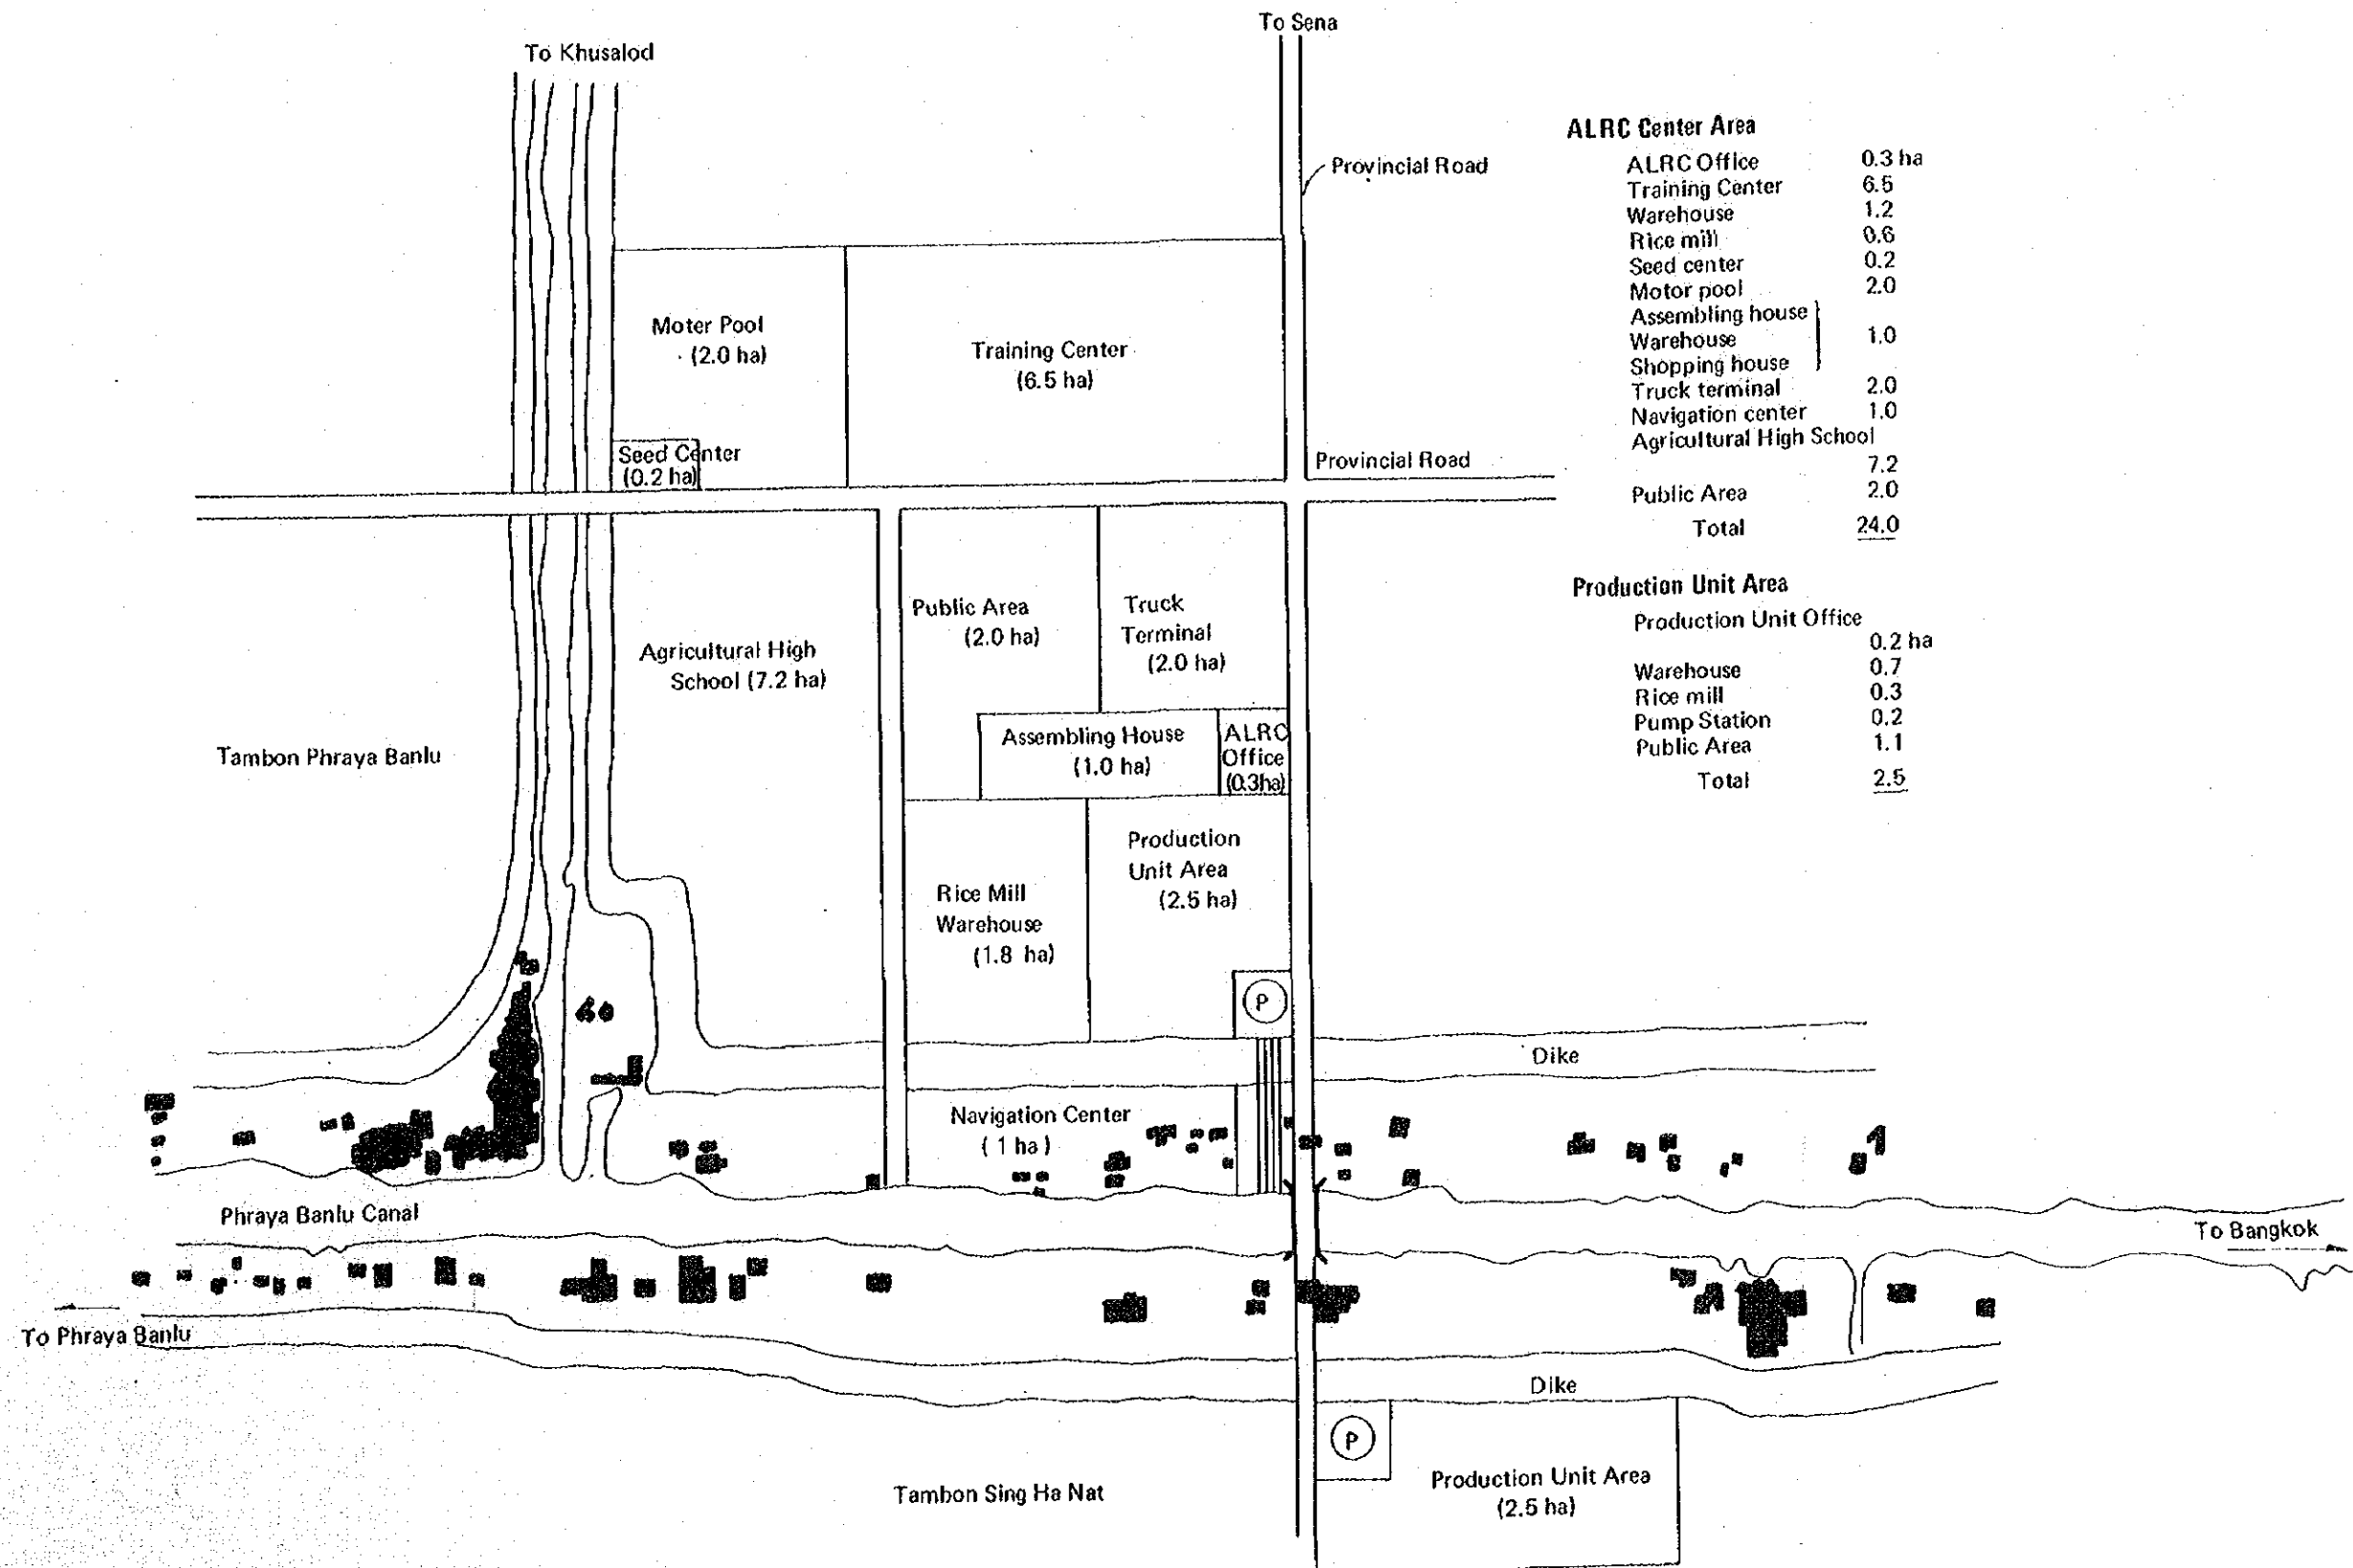 To Sena
To Khusalod
Provincial Road
Moter Pool
(2.0 ha)
Training Center
(6.5 ha)
Seed Center
(0.2 ha)
Provincial Road
Public Area
(2.0 ha)
Truck
Terminal
(2.0 ha)
Agricultural High
School (7.2 ha)
Tambon Phraya Banlu
Assembling House
(1.0 ha)
ALRC
Office
(0.3ha)
Production
Unit Area
(2.5 ha)
Rice Mill
Warehouse
(1.8 ha)
P
Dike
Navigation Center
( 1 ha )
Phraya Banlu Canal
To Bangkok
To Phraya Banlu
Dike
P
Production Unit Area
(2.5 ha)
Tambon Sing Ha Nat
ALRC Center Area
ALRC Office 0.3 ha
Training Center 6.5
Warehouse 1.2
Rice mill 0.6
Seed center 0.2
Motor pool 2.0
Assembling house
Warehouse 1.0
Shopping house
Truck terminal 2.0
Navigation center 1.0
Agricultural High School
7.2
Public Area 2.0
Total 24.0
Production Unit Area
Production Unit Office
0.2 ha
Warehouse 0.7
Rice mill 0.3
Pump Station 0.2
Public Area 1.1
Total 2.5